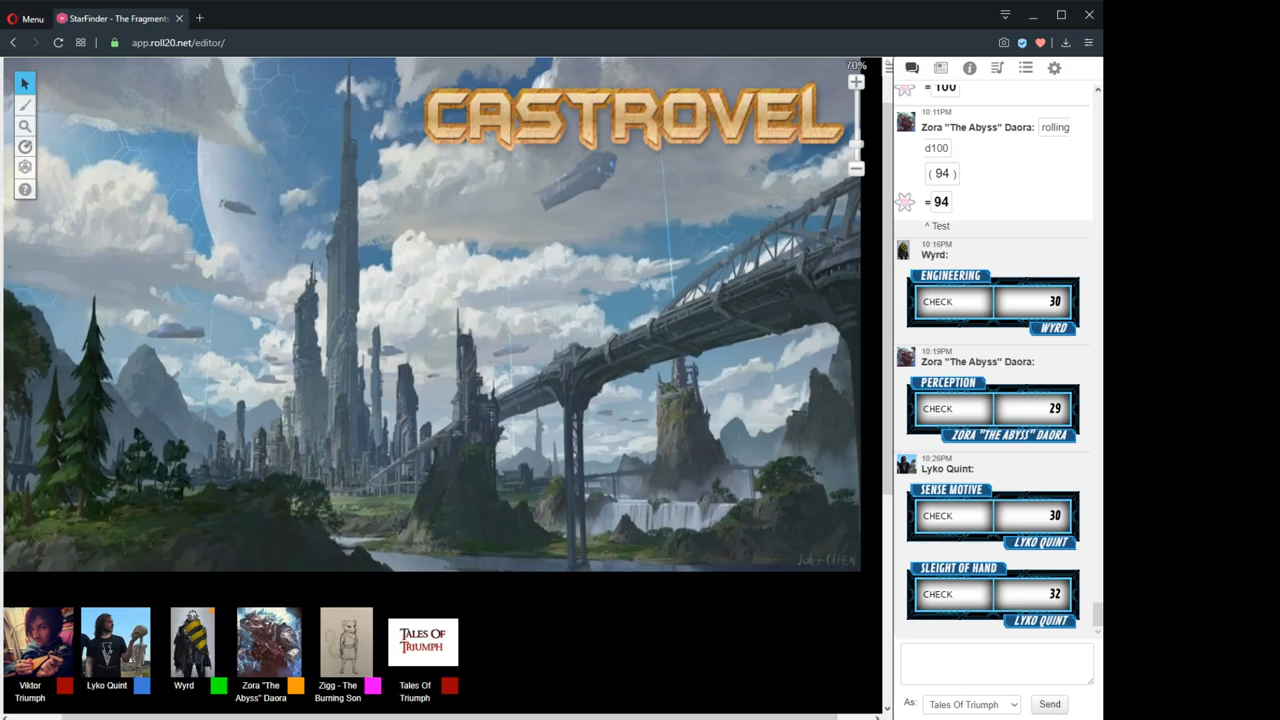 Menu
StarFinder - The Fragments
app.roll20.net/editor/
70%
CASTROVEL
= 100
10:11PM
Zora "The Abyss" Daora: rolling
d100
( 94 )
= 94
^ Test
10:16PM
Wyrd:
ENGINEERING
CHECK 30
WYRD
10:19PM
Zora "The Abyss" Daora:
PERCEPTION
CHECK 29
ZORA "THE ABYSS" DAORA
10:26PM
Lyko Quint:
SENSE MOTIVE
CHECK 30
LYKO QUINT
SLEIGHT OF HAND
CHECK 32
LYKO QUINT
TALES OF
TRIUMPH
Viktor
Triumph
Lyko Quint
Wyrd
Zora "The
Abyss" Daora
Zigg - The
Burning Son
Tales Of
Triumph
As: Tales Of Triumph
Send